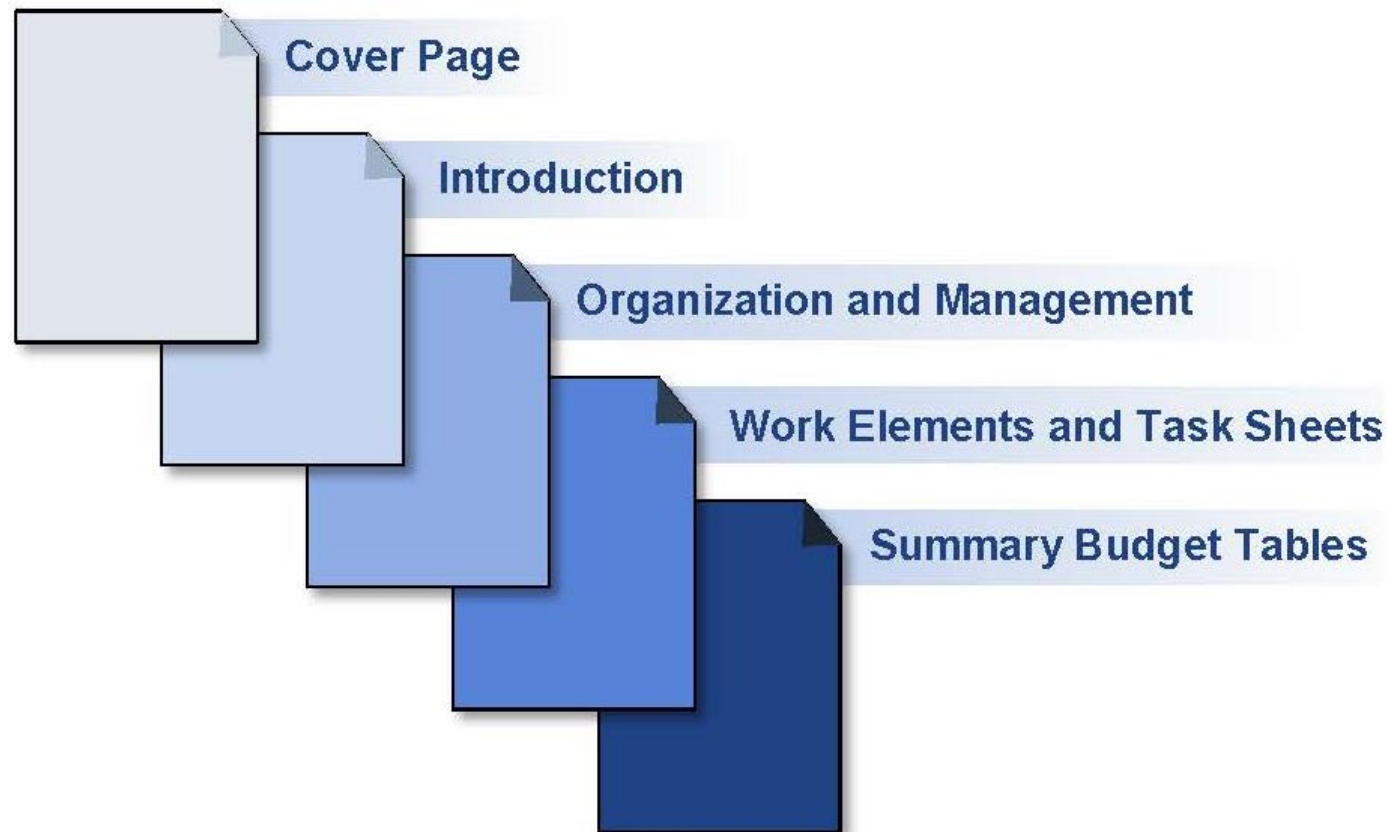 Cover Page
Introduction
Organization and Management
Work Elements and Task Sheets
Summary Budget Tables